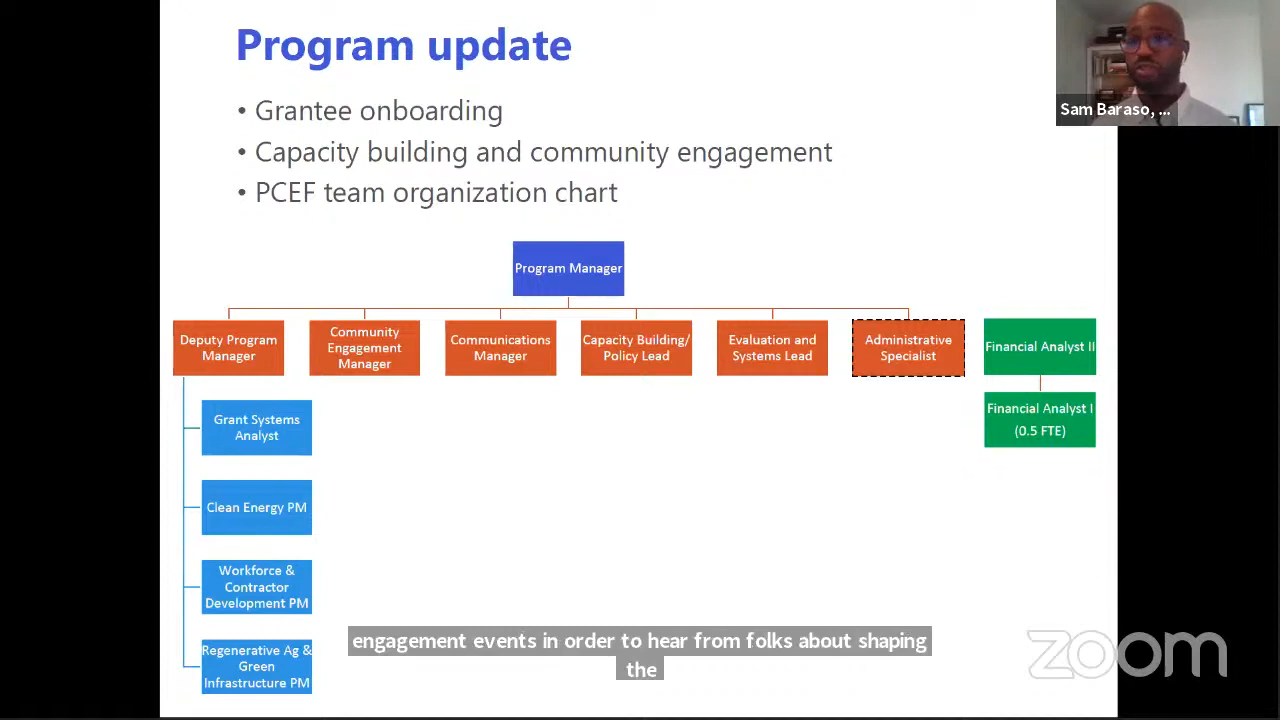 Program update
• Grantee onboarding
• Capacity building and community engagement
• PCEF team organization chart
Sam Baraso, ...
Program Manager
Deputy Program
Manager
Community
Engagement
Manager
Communications
Manager
Capacity Building/
Policy Lead
Evaluation and
Systems Lead
Administrative
Specialist
Financial Analyst II
Financial Analyst I
(0.5 FTE)
Grant Systems
Analyst
Clean Energy PM
Workforce &
Contractor
Development PM
Regenerative Ag &
Green
Infrastructure PM
engagement events in order to hear from folks about shaping
the
zoom